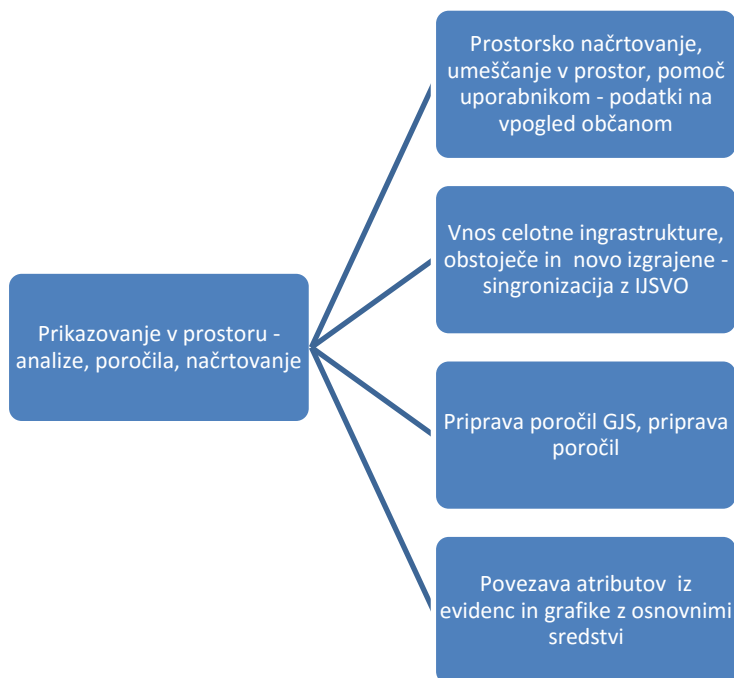 Prikazovanje v prostoru -
analize, poročila, načrtovanje
Prostorsko načrtovanje,
umeščanje v prostor, pomoč
uporabnikom - podatki na
vpogled občanom
Vnos celotne ingrastrukture,
obstoječe in  novo izgrajene -
singronizacija z IJSVO
Priprava poročil GJS, priprava
poročil
Povezava atributov  iz
evidenc in grafike z osnovnimi
sredstvi